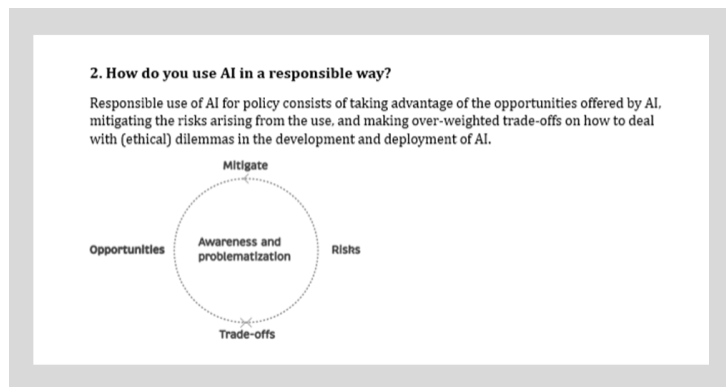 2. How do you use AI in a responsible way?
Responsible use of AI for policy consists of taking advantage of the opportunities offered by AI,
mitigating the risks arising from the use, and making over-weighted trade-offs on how to deal
with (ethical) dilemmas in the development and deployment of AI.
Mitigate
Opportunities
Awareness and
problematization
Risks
Trade-offs